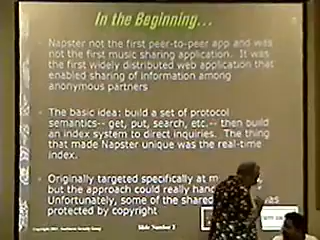 In the Beginning...
Napster not the first peer-to-peer app and was
not the first music sharing application. It was
the first widely distributed web application that
enabled sharing of information among
anonymous partners
The basic idea: build a set of protocol
semantics-- get, put, search, etc.-- then build
an index system to direct inquiries. The thing
that made Napster unique was the real-time
index.
Originally targeted specifically at m
but the approach could really hand
Unfortunately, some of the shared as
protected by copyright
Slide Number 3